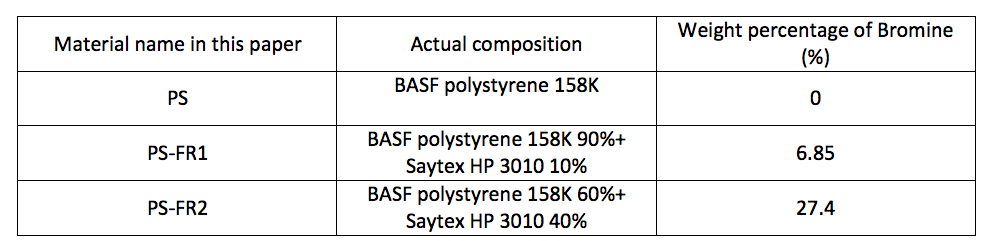 Material name in this paper
Actual composition
Weight percentage of Bromine
(%)
PS
BASF polystyrene 158K
0
PS-FR1
BASF polystyrene 158K 90%+
Saytex HP 3010 10%
6.85
PS-FR2
BASF polystyrene 158K 60%+
Saytex HP 3010 40%
27.4